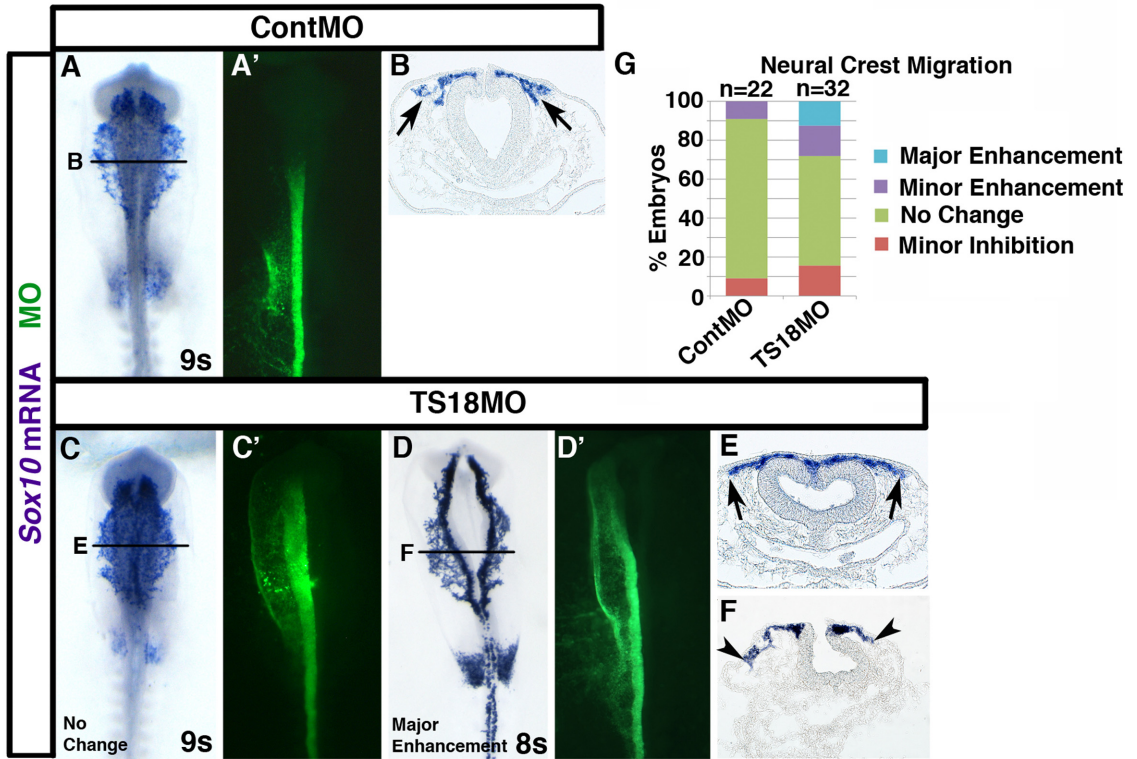 ContMO
Sox10 mRNA MO
A
B
9s
A’
B
G
Neural Crest Migration
n=22 n=32
% Embryos
100
80
60
40
20
0
ContMO
TS18MO
Major Enhancement
Minor Enhancement
No Change
Minor Inhibition
TS18MO
C
E
No
Change
9s
C’
D
F
Major
Enhancement
8s
D’
E
F